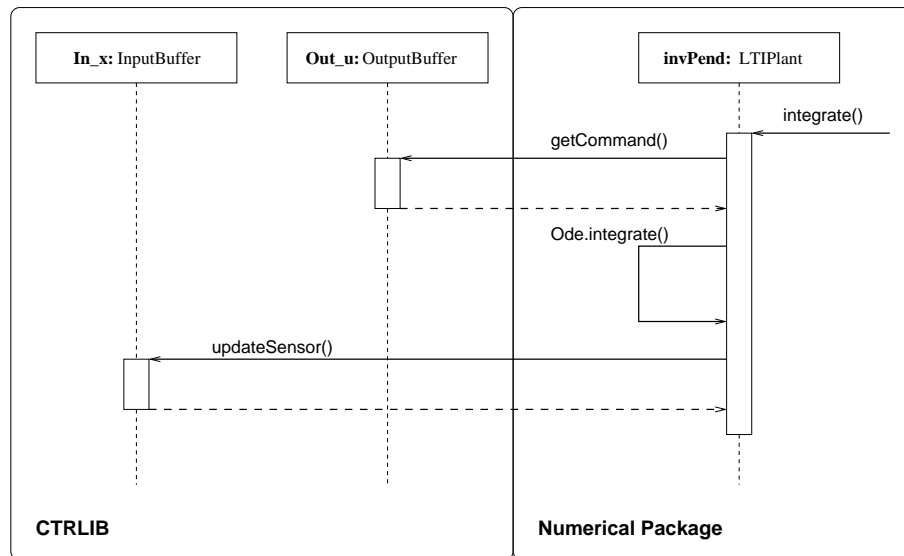 In_x: InputBuffer
Out_u: OutputBuffer
invPend: LTIPlant
integrate()
getCommand()
Ode.integrate()
updateSensor()
CTRLIB
Numerical Package